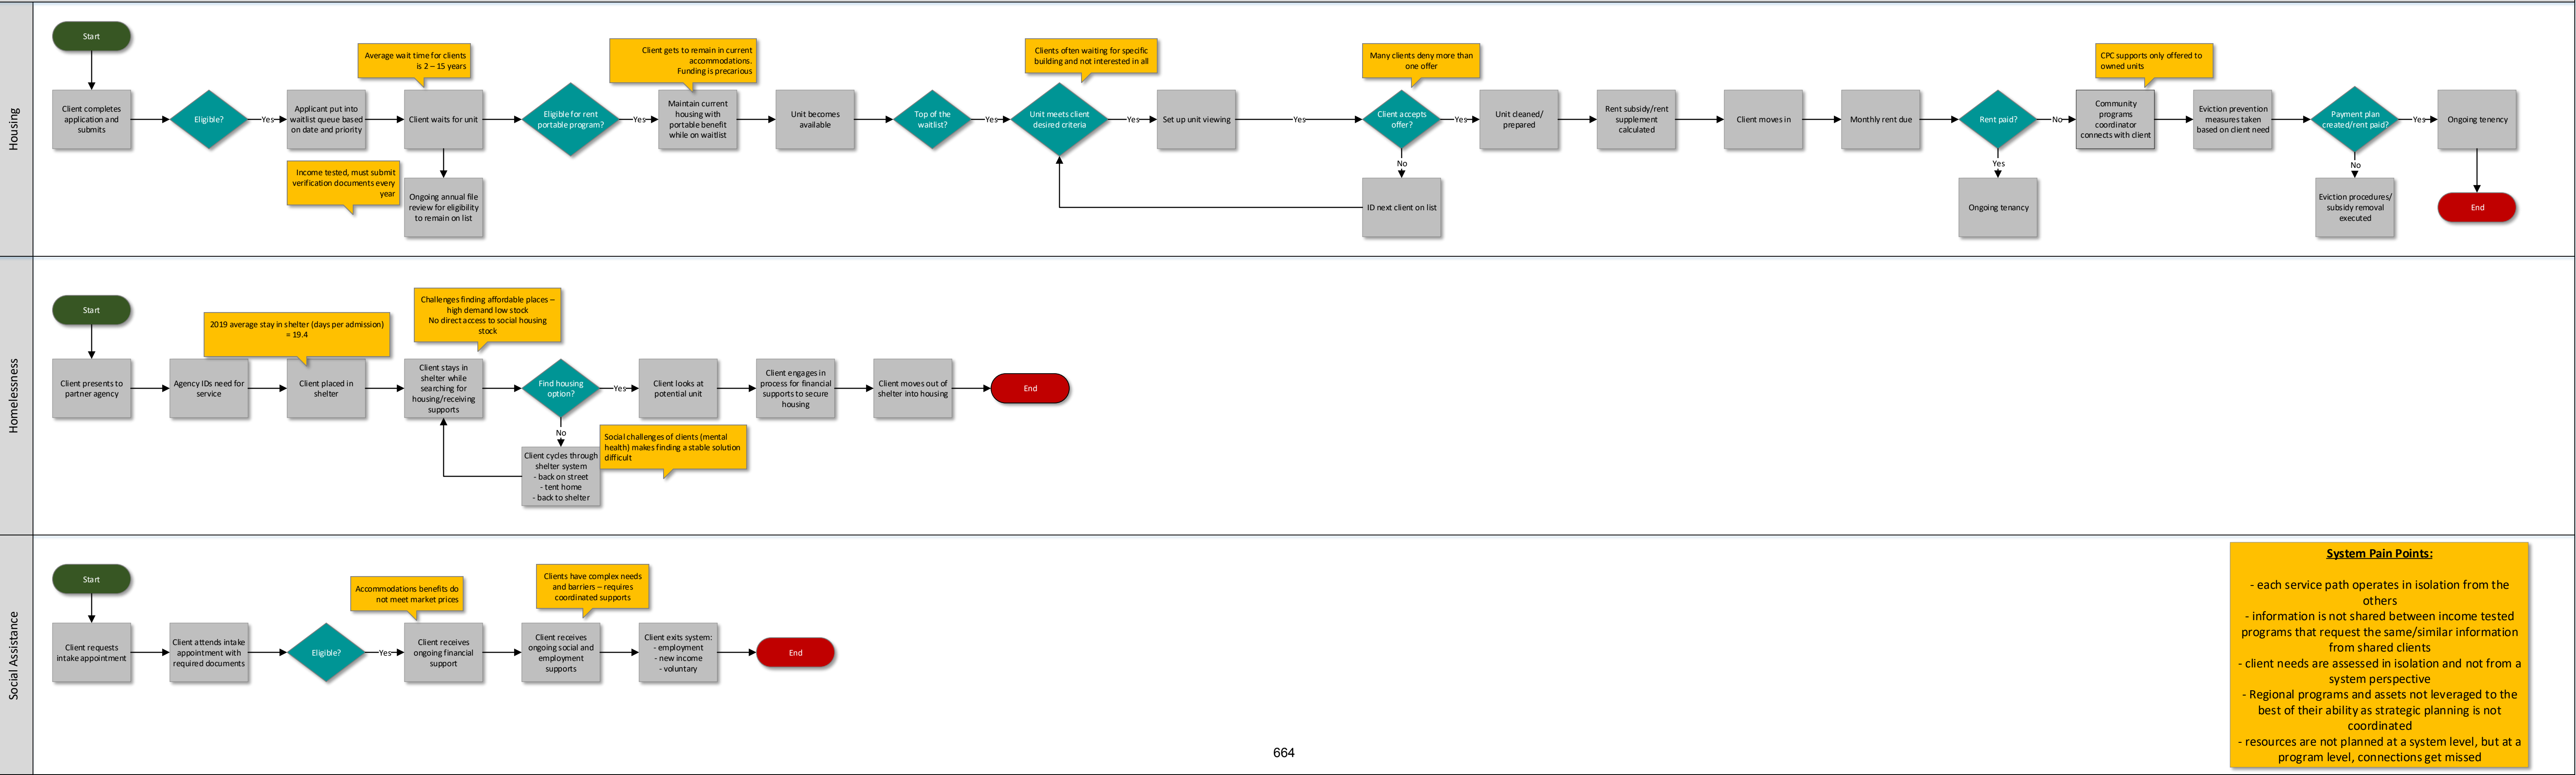 Housing
Start
Client completes
application and
submits
Eligible?
Yes
Applicant put into
waitlist queue based
on date and priority
Income tested, must submit
verification documents every
year
Average wait time for clients
is 2 – 15 years
Client waits for unit
Ongoing annual file
review for eligibility
to remain on list
Eligible for rent
portable program?
Yes
Client gets to remain in current
accommodations.
Funding is precarious
Maintain current
housing with
portable benefit
while on waitlist
Unit becomes
available
Top of the
waitlist?
Yes
Clients often waiting for specific
building and not interested in all
Unit meets client
desired criteria
Yes
Set up unit viewing
Yes
Many clients deny more than
one offer
Client accepts
offer?
No
ID next client on list
Yes
Unit cleaned/
prepared
Rent subsidy/rent
supplement
calculated
Client moves in
Monthly rent due
Rent paid?
Yes
Ongoing tenancy
No
CPC supports only offered to
owned units
Community
programs
coordinator
connects with client
Eviction prevention
measures taken
based on client need
Payment plan
created/rent paid?
No
Eviction procedures/
subsidy removal
executed
Yes
Ongoing tenancy
End
Homelessness
Start
Client presents to
partner agency
Agency IDs need for
service
2019 average stay in shelter (days per admission)
= 19.4
Client placed in
shelter
Challenges finding affordable places –
high demand low stock
No direct access to social housing
stock
Client stays in
shelter while
searching for
housing/receiving
supports
Find housing
option?
No
Client cycles through
shelter system
- back on street
- tent home
- back to shelter
Social challenges of clients (mental
health) makes finding a stable solution
difficult
Yes
Client looks at
potential unit
Client engages in
process for financial
supports to secure
housing
Client moves out of
shelter into housing
End
Social Assistance
Start
Client requests
intake appointment
Client attends intake
appointment with
required documents
Eligible?
Yes
Accommodations benefits do
not meet market prices
Client receives
ongoing financial
support
Clients have complex needs
and barriers – requires
coordinated supports
Client receives
ongoing social and
employment
supports
Client exits system:
- employment
- new income
- voluntary
End
System Pain Points:
- each service path operates in isolation from the
others
- information is not shared between income tested
programs that request the same/similar information
from shared clients
- client needs are assessed in isolation and not from a
system perspective
- Regional programs and assets not leveraged to the
best of their ability as strategic planning is not
coordinated
- resources are not planned at a system level, but at a
program level, connections get missed
664